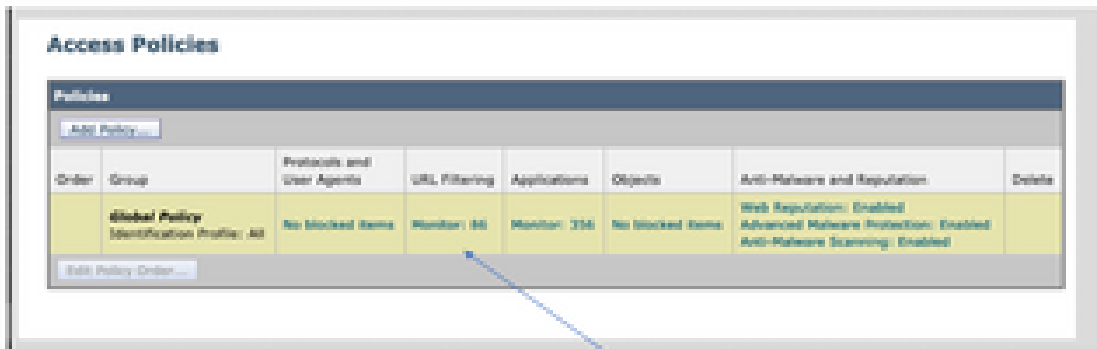 Access Policies
Policies
Add Policy...
Order Group Protocols and User Agents URL Filtering Applications Objects Anti-Malware and Reputation Delete
Global Policy
Identification Profile: All
No blocked items
Monitor: 86
Monitor: 356
No blocked items
Web Reputation: Enabled
Advanced Malware Protection: Enabled
Anti-Malware Scanning: Enabled
Edit Policy Order...